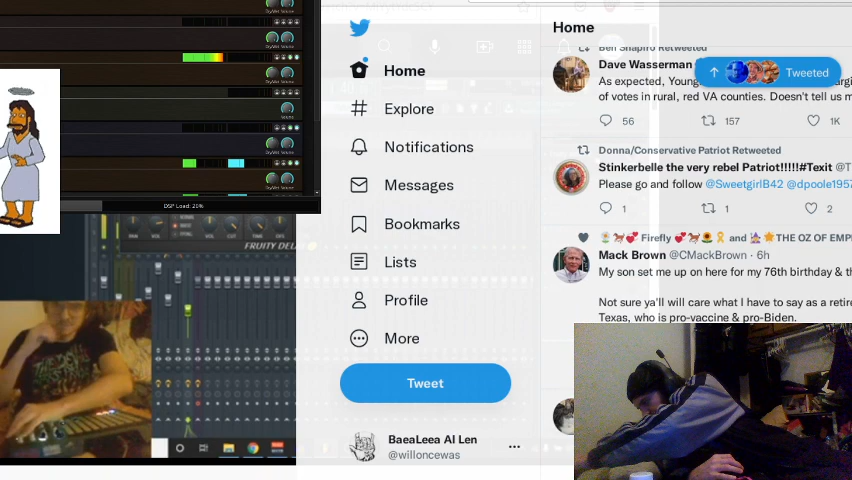 Home
Explore
Notifications
Messages
Bookmarks
Lists
Profile
More
Tweet
BaeaLeea Al Len
@willoncewas
Home
Ben Shapiro Retweeted
Dave Wasserman
Tweeted
As expected, Young
of votes in rural, red VA counties. Doesn't tell us m
56 157 1K
Donna/Conservative Patriot Retweeted
Stinkerbelle the very rebel Patriot!!!!!#Texit @T
Please go and follow @SweetgirlB42 @dpoole1957
1 1 2
Firefly and THE OZ OF EMP
Mack Brown @CMackBrown · 6h
My son set me up on here for my 76th birthday & th
Not sure ya'll will care what I have to say as a retire
Texas, who is pro-vaccine & pro-Biden.
DSP Load: 20%
FRUITY DEL